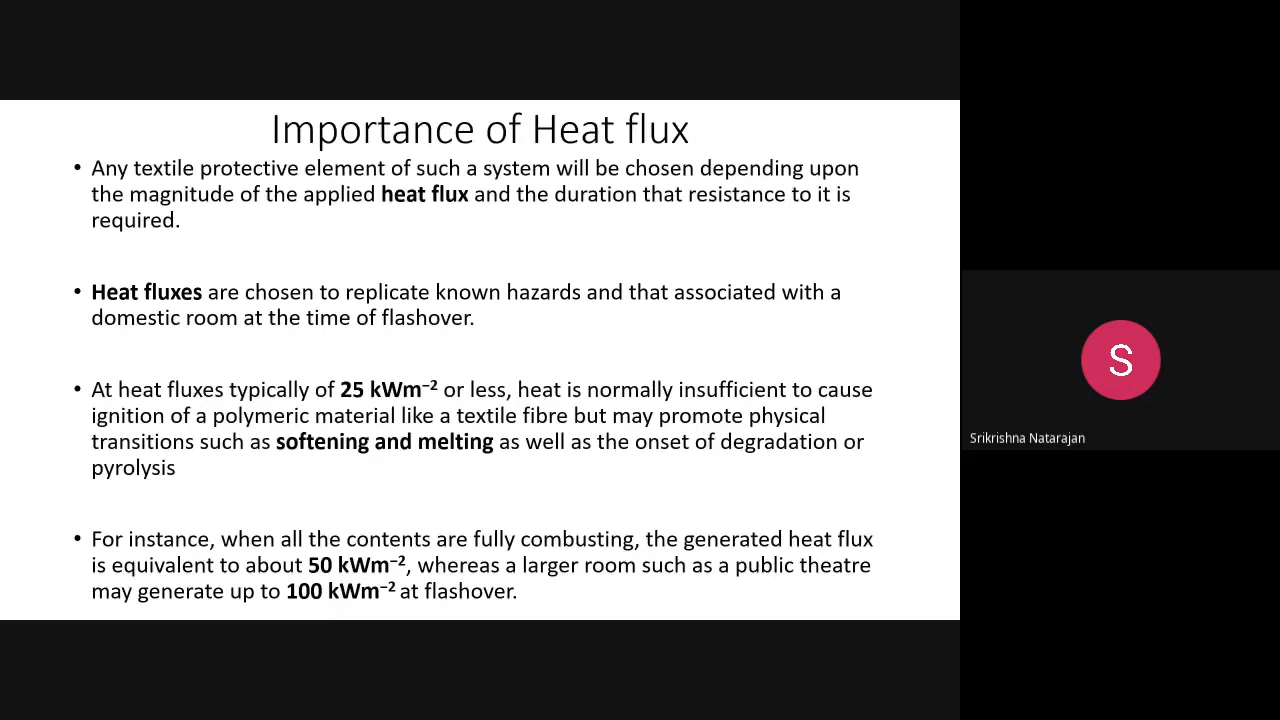 Importance of Heat flux
• Any textile protective element of such a system will be chosen depending upon
the magnitude of the applied heat flux and the duration that resistance to it is
required.
• Heat fluxes are chosen to replicate known hazards and that associated with a
domestic room at the time of flashover.
• At heat fluxes typically of 25 kWm⁻² or less, heat is normally insufficient to cause
ignition of a polymeric material like a textile fibre but may promote physical
transitions such as softening and melting as well as the onset of degradation or
pyrolysis
• For instance, when all the contents are fully combusting, the generated heat flux
is equivalent to about 50 kWm⁻², whereas a larger room such as a public theatre
may generate up to 100 kWm⁻² at flashover.
S
Srikrishna Natarajan